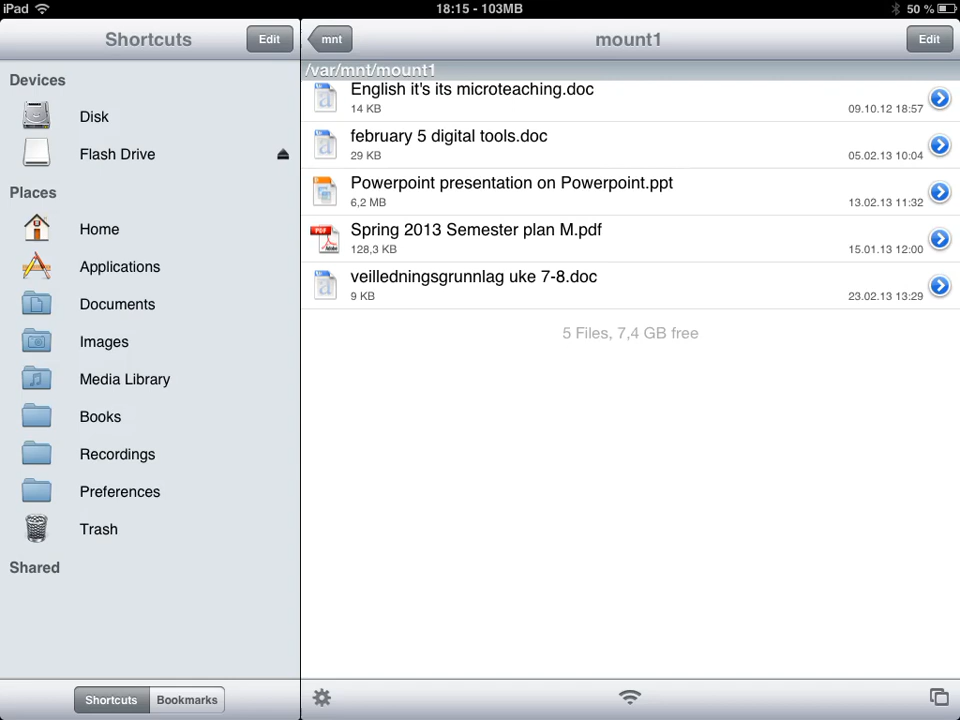 iPad 18:15 - 103MB 50 %
Shortcuts Edit mnt mount1 Edit
/var/mnt/mount1
Devices
Disk
Flash Drive
Places
Home
Applications
Documents
Images
Media Library
Books
Recordings
Preferences
Trash
Shared
Shortcuts Bookmarks
English it's its microteaching.doc
14 KB 09.10.12 18:57
february 5 digital tools.doc
29 KB 05.02.13 10:04
Powerpoint presentation on Powerpoint.ppt
6,2 MB 13.02.13 11:32
PDF
Adobe
Spring 2013 Semester plan M.pdf
128,3 KB 15.01.13 12:00
veilledningsgrunnlag uke 7-8.doc
9 KB 23.02.13 13:29
5 Files, 7,4 GB free